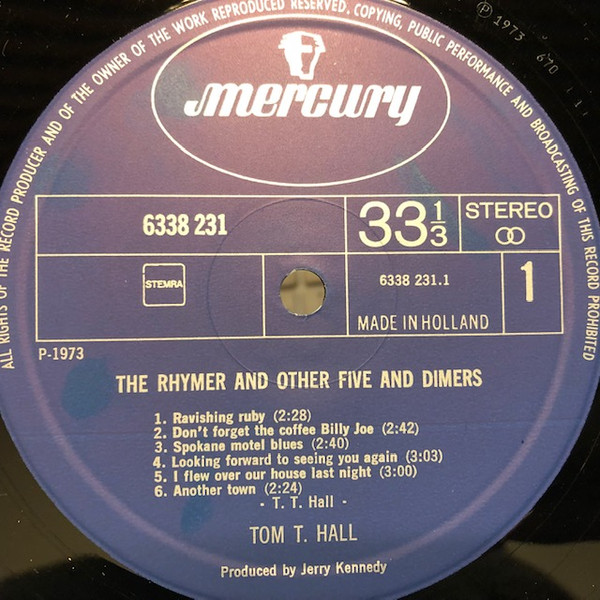 ALL RIGHTS OF THE RECORD PRODUCER AND OF THE OWNER OF THE WORK REPRODUCED RESERVED, COPYING, PUBLIC PERFORMANCE AND BROADCASTING OF THIS RECORD PROHIBITED
℗ 1973 670
mercury
6338 231
33 1/3
STEREO
STEMRA
6338 231.1
1
MADE IN HOLLAND
P-1973
THE RHYMER AND OTHER FIVE AND DIMERS
1. Ravishing ruby (2:28)
2. Don't forget the coffee Billy Joe (2:42)
3. Spokane motel blues (2:40)
4. Looking forward to seeing you again (3:03)
5. I flew over our house last night (3:00)
6. Another town (2:24)
- T. T. Hall -
TOM T. HALL
Produced by Jerry Kennedy